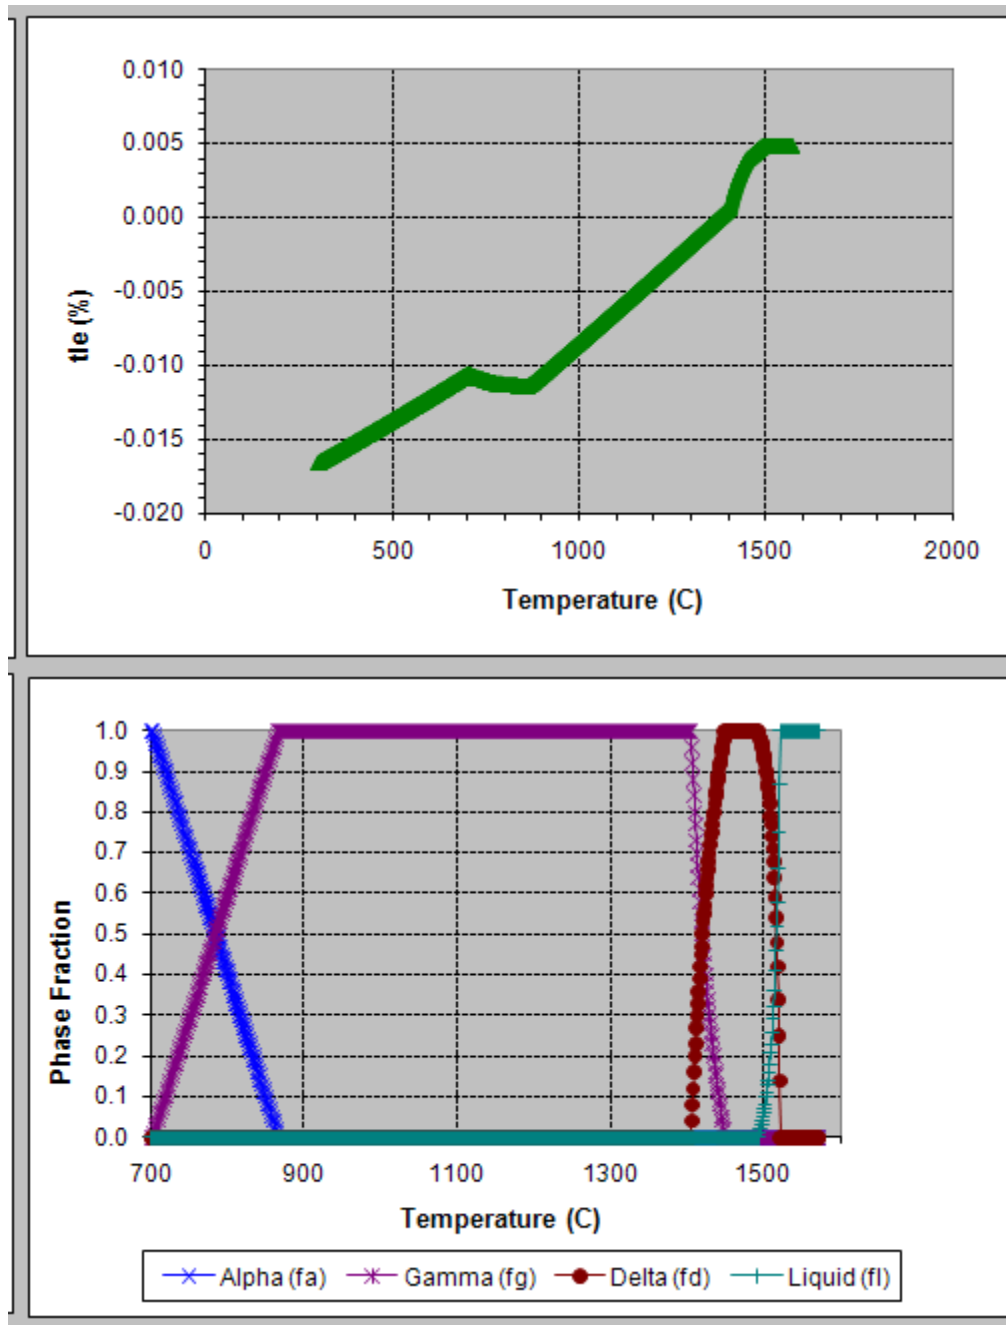 0.010
0.005
0.000
-0.005
-0.010
-0.015
-0.020
tle (%)
0 500 1000 1500 2000
Temperature (C)
1.0
0.9
0.8
0.7
0.6
0.5
0.4
0.3
0.2
0.1
0.0
Phase Fraction
700 900 1100 1300 1500
Temperature (C)
Alpha (fa) Gamma (fg) Delta (fd) Liquid (fl)